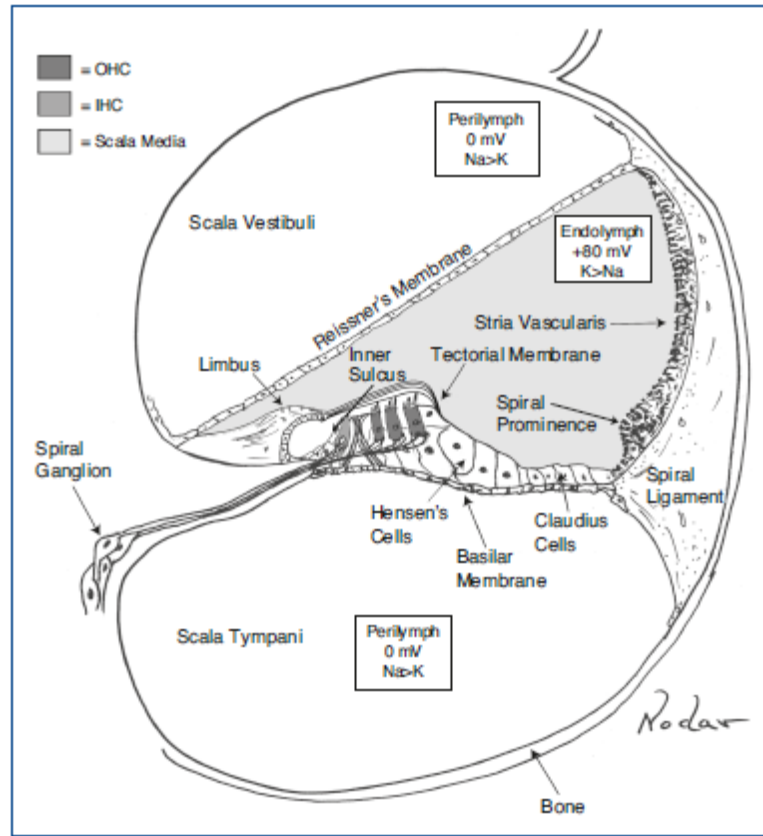 = OHC
= IHC
= Scala Media
Perilymph
0 mV
Na>K
Scala Vestibuli
Endolymph
+80 mV
K>Na
Reissner's Membrane
Stria Vascularis
Limbus
Inner
Sulcus
Tectorial Membrane
Spiral
Prominence
Spiral
Ganglion
Spiral
Ligament
Hensen's
Cells
Claudius
Cells
Basilar
Membrane
Scala Tympani
Perilymph
0 mV
Na>K
Nodar
Bone